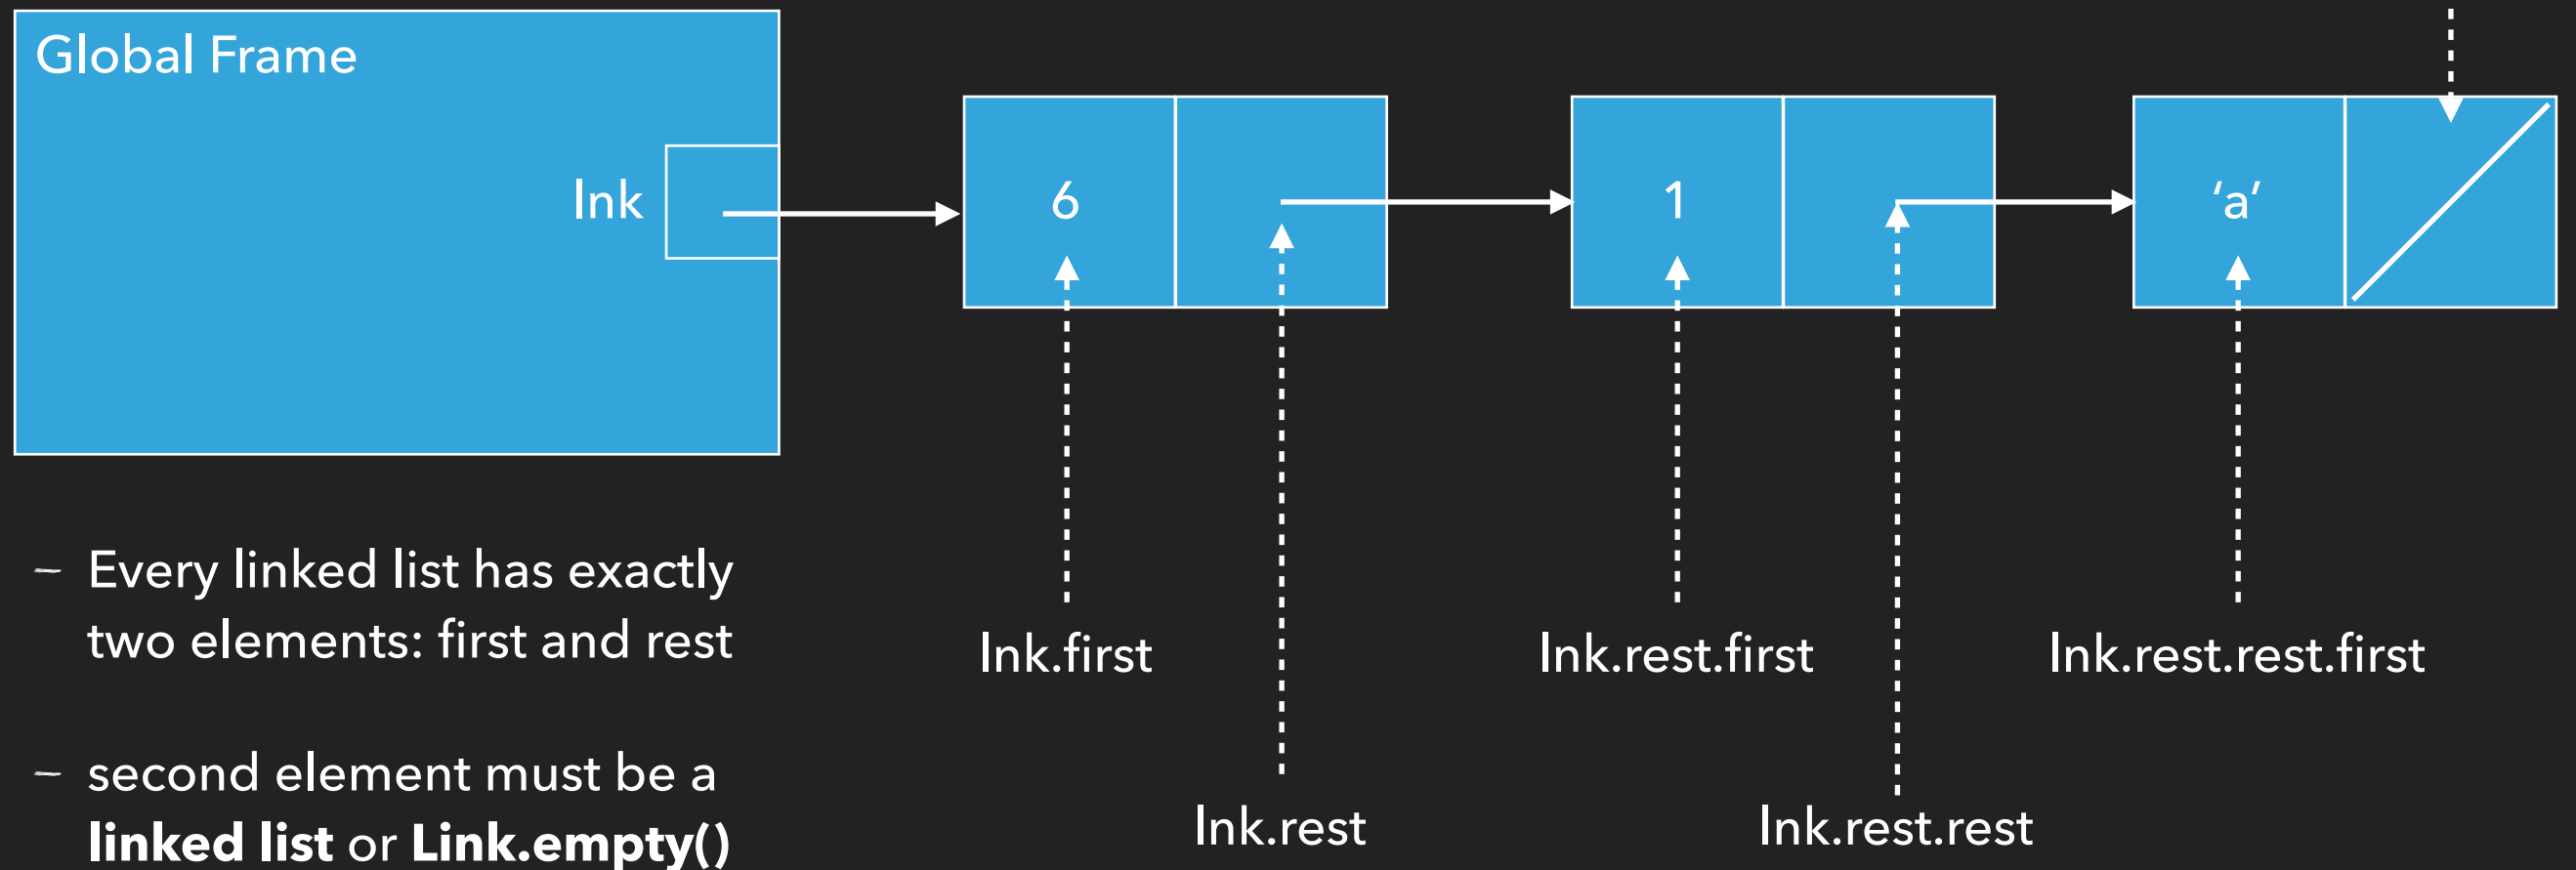 Global Frame
lnk
6
1
‘a’
– Every linked list has exactly
two elements: first and rest
lnk.first
lnk.rest.first
lnk.rest.rest.first
– second element must be a
linked list or Link.empty()
lnk.rest
lnk.rest.rest